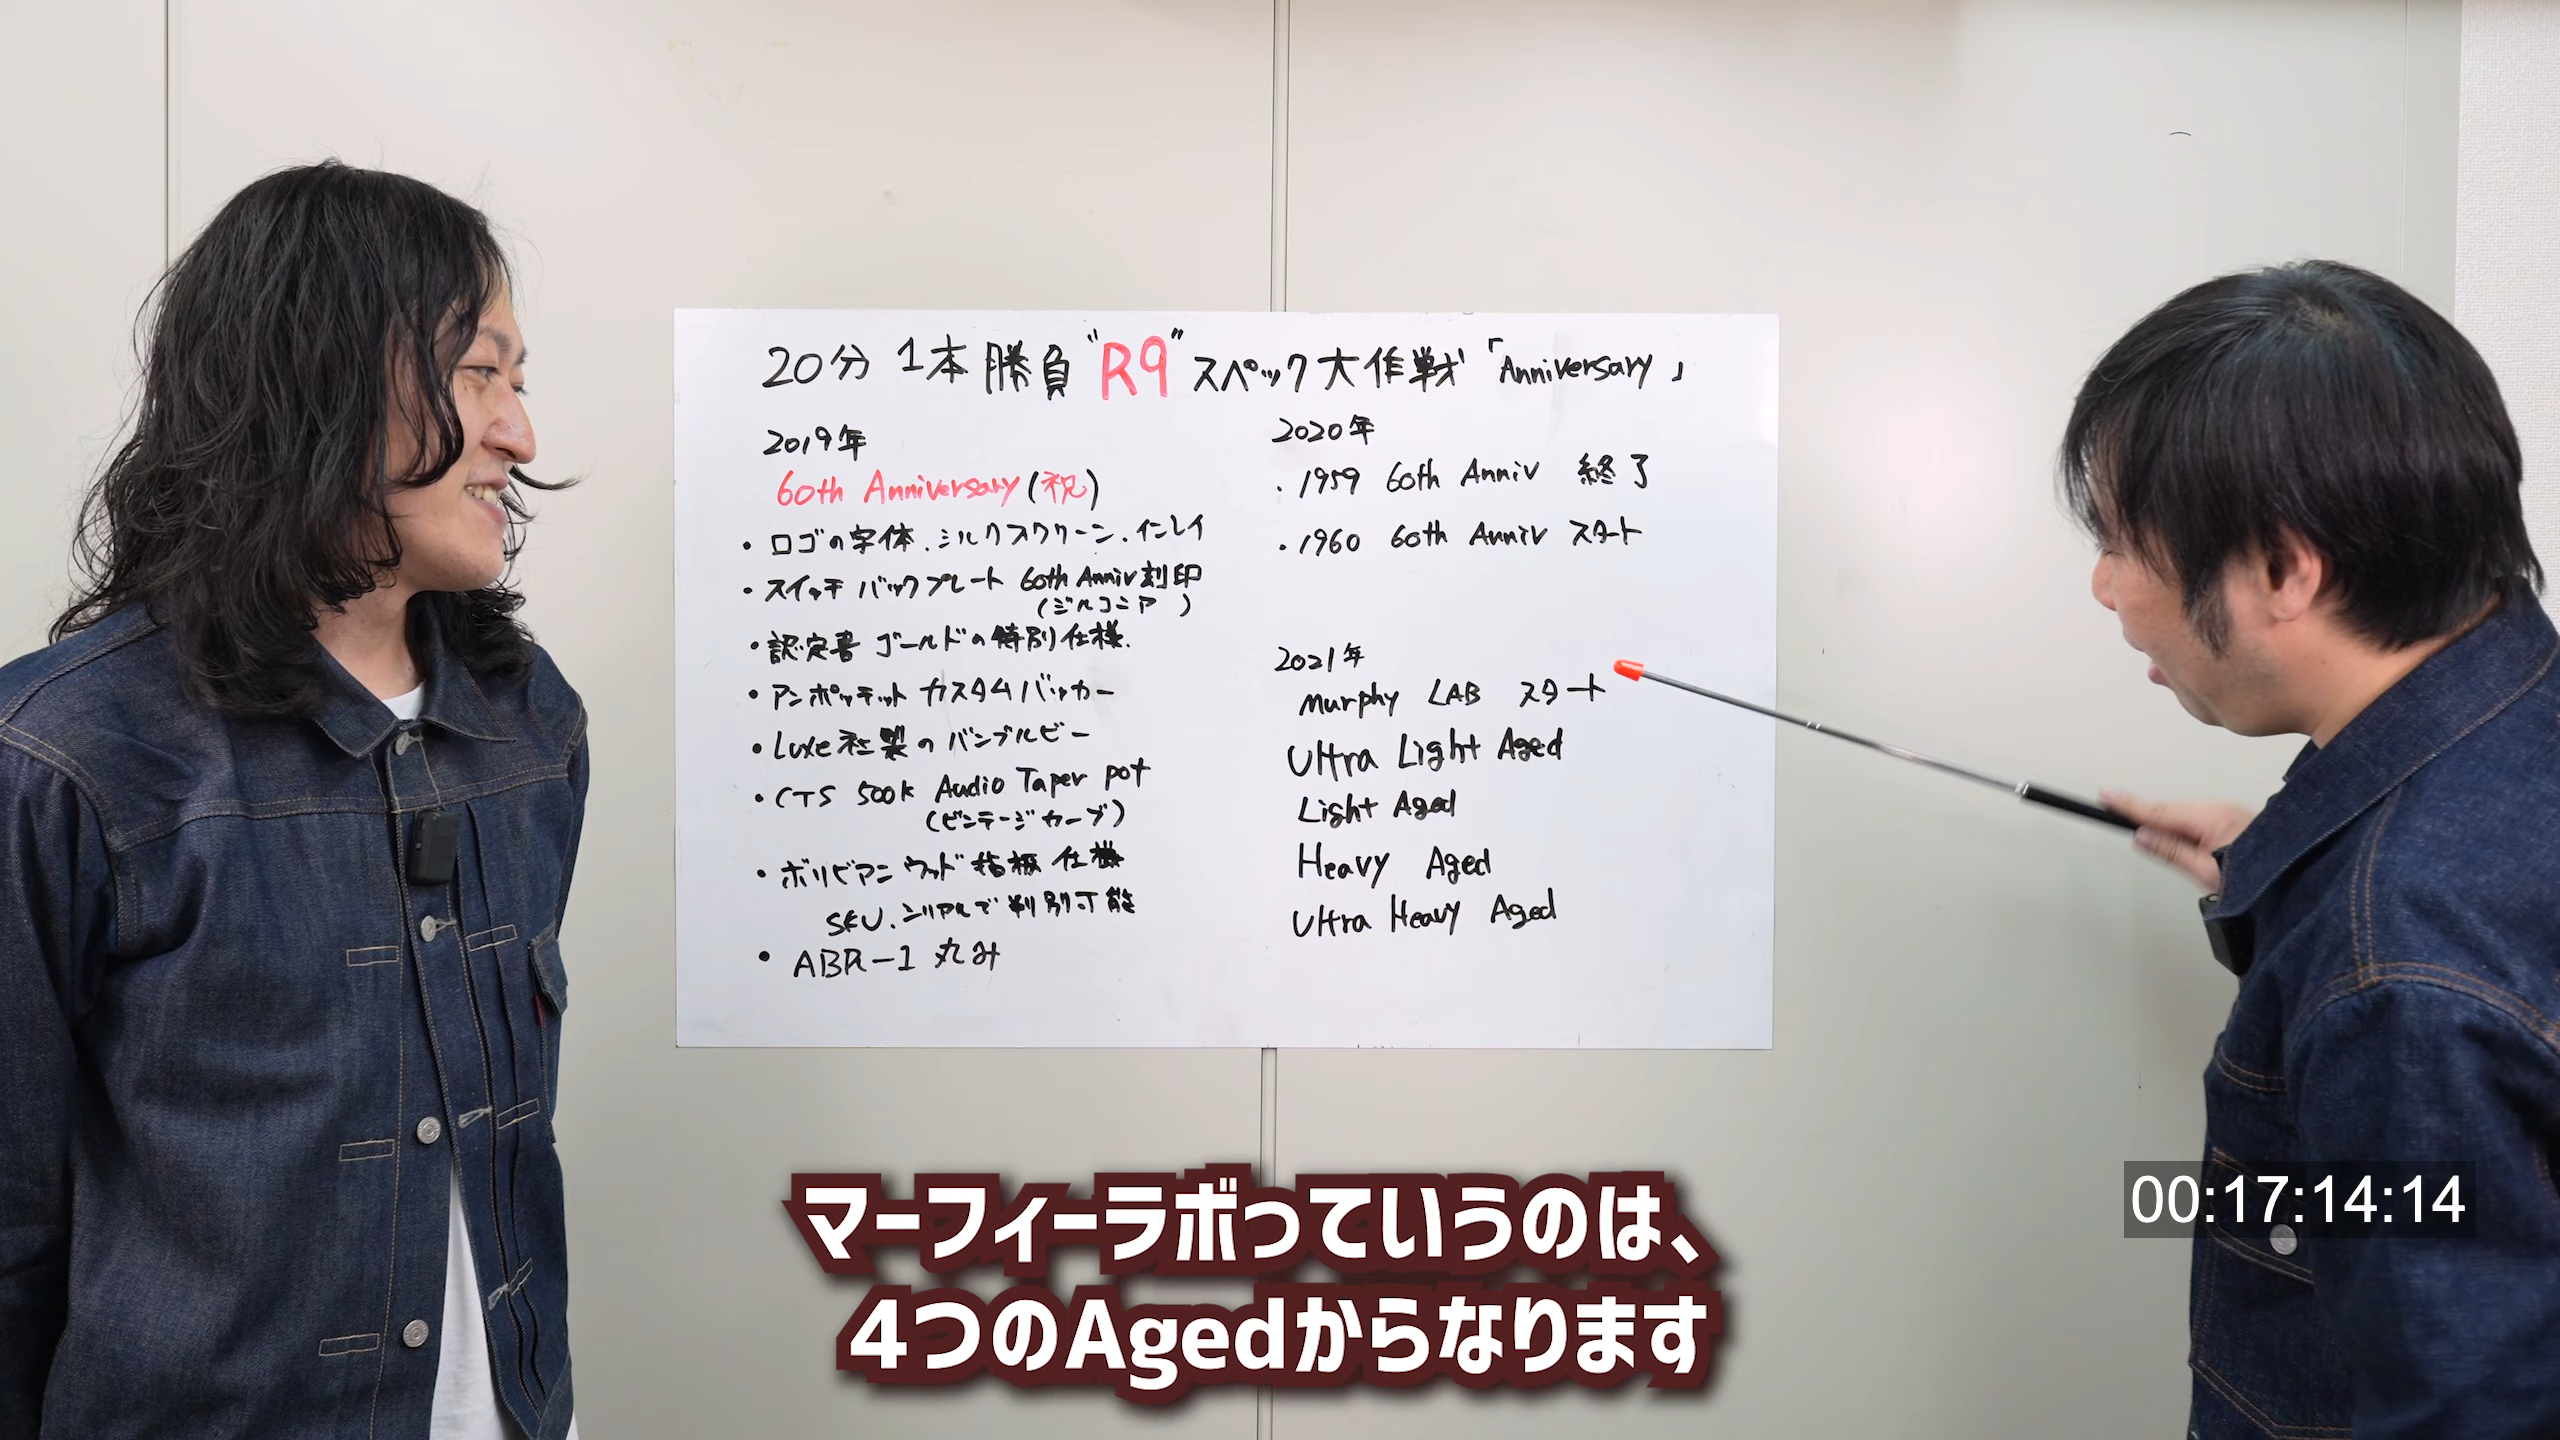 20分 1本勝負 "R9" スペック大作戦「Anniversary」
2019年
60th Anniversary (祝)
・ロゴの字体、シルクスクリーン、インレイ
・スイッチバックプレート 60th Anniv刻印
(ジルコニア)
・認定書 ゴールドの特別仕様.
・アンポッテット カスタムバッカー
・Luxe社製のバンブルビー
・CTS 500k Audio Taper pot
(ビンテージカーブ)
・ボリビアンウッド指板仕様
SKU、シリアルで判別可能
・ABR-1 丸み
2020年
・1959 60th Anniv 終了
・1960 60th Anniv スタート
2021年
Murphy LAB スタート
Ultra Light Aged
Light Aged
Heavy Aged
Ultra Heavy Aged
00:17:14:14
マーフィーラボっていうのは、
4つのAgedからなります